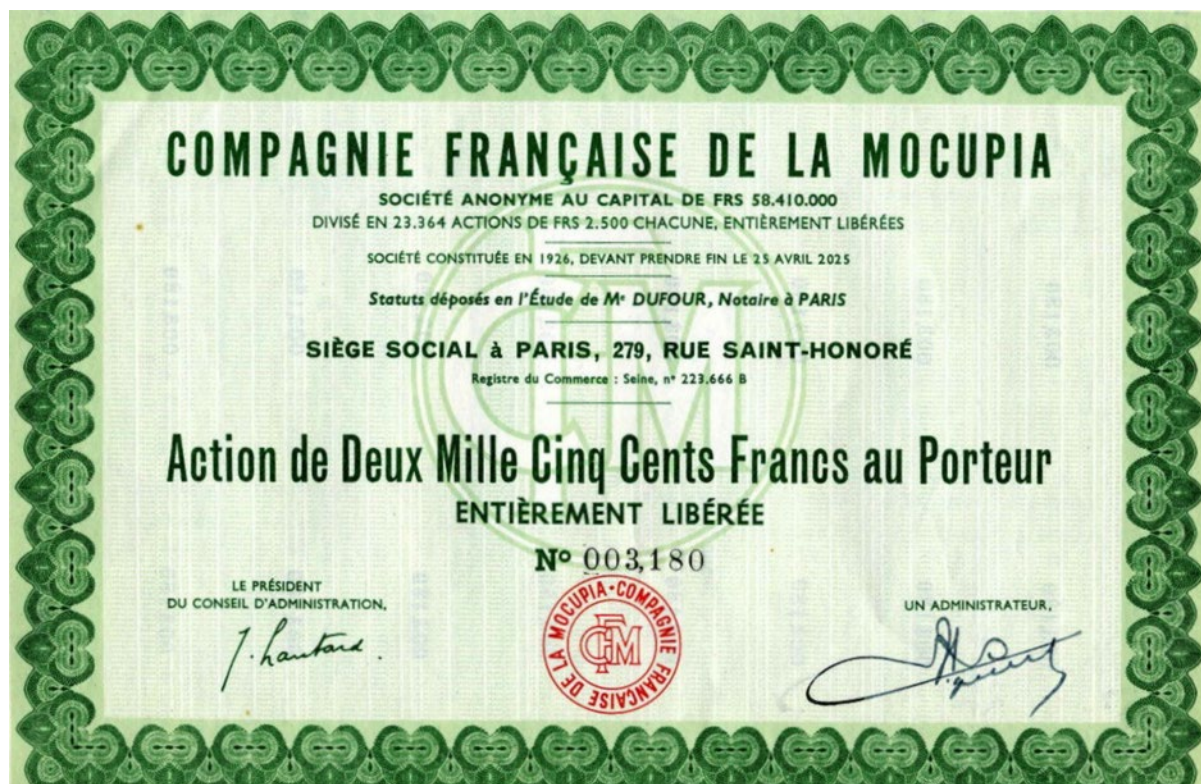 COMPAGNIE FRANÇAISE DE LA MOCUPIA
SOCIÉTÉ ANONYME AU CAPITAL DE FRS 58.410.000
DIVISÉ EN 23.364 ACTIONS DE FRS 2.500 CHACUNE, ENTIÈREMENT LIBÉRÉES
SOCIÉTÉ CONSTITUÉE EN 1926, DEVANT PRENDRE FIN LE 25 AVRIL 2025
Statuts déposés en l'Étude de Mᵉ DUFOUR, Notaire à PARIS
SIÈGE SOCIAL à PARIS, 279, RUE SAINT-HONORÉ
Registre du Commerce : Seine, nº 223.666 B
Action de Deux Mille Cinq Cents Francs au Porteur
ENTIÈREMENT LIBÉRÉE
Nº 003,180
LE PRÉSIDENT
DU CONSEIL D'ADMINISTRATION,
UN ADMINISTRATEUR,
J. Lautard
COMPAGNIE FRANÇAISE DE LA MOCUPIA
CFM